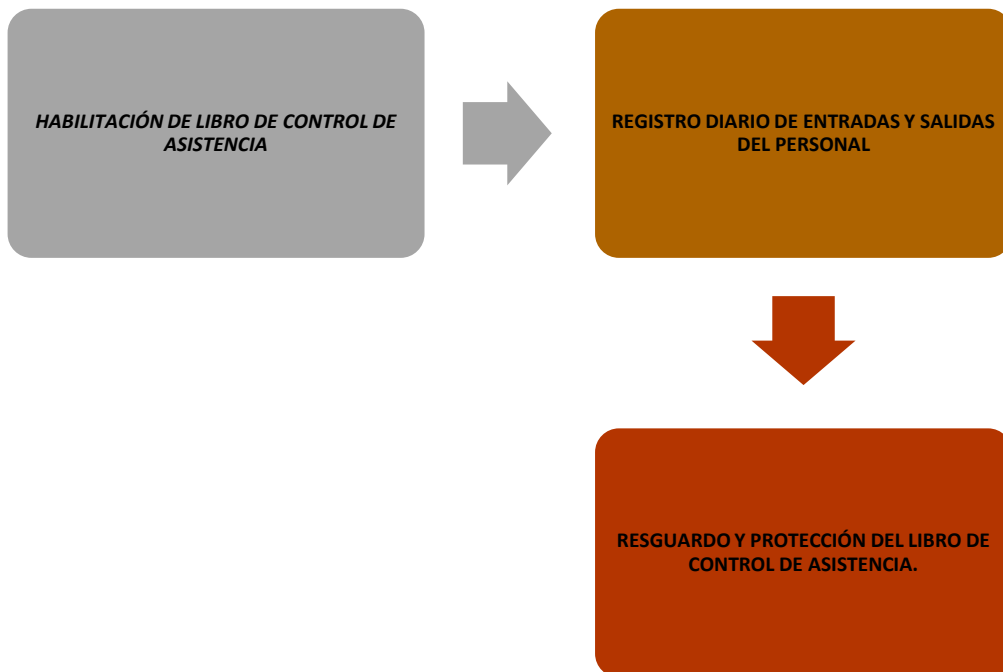 HABILITACIÓN DE LIBRO DE CONTROL DE
ASISTENCIA
REGISTRO DIARIO DE ENTRADAS Y SALIDAS
DEL PERSONAL
RESGUARDO Y PROTECCIÓN DEL LIBRO DE
CONTROL DE ASISTENCIA.